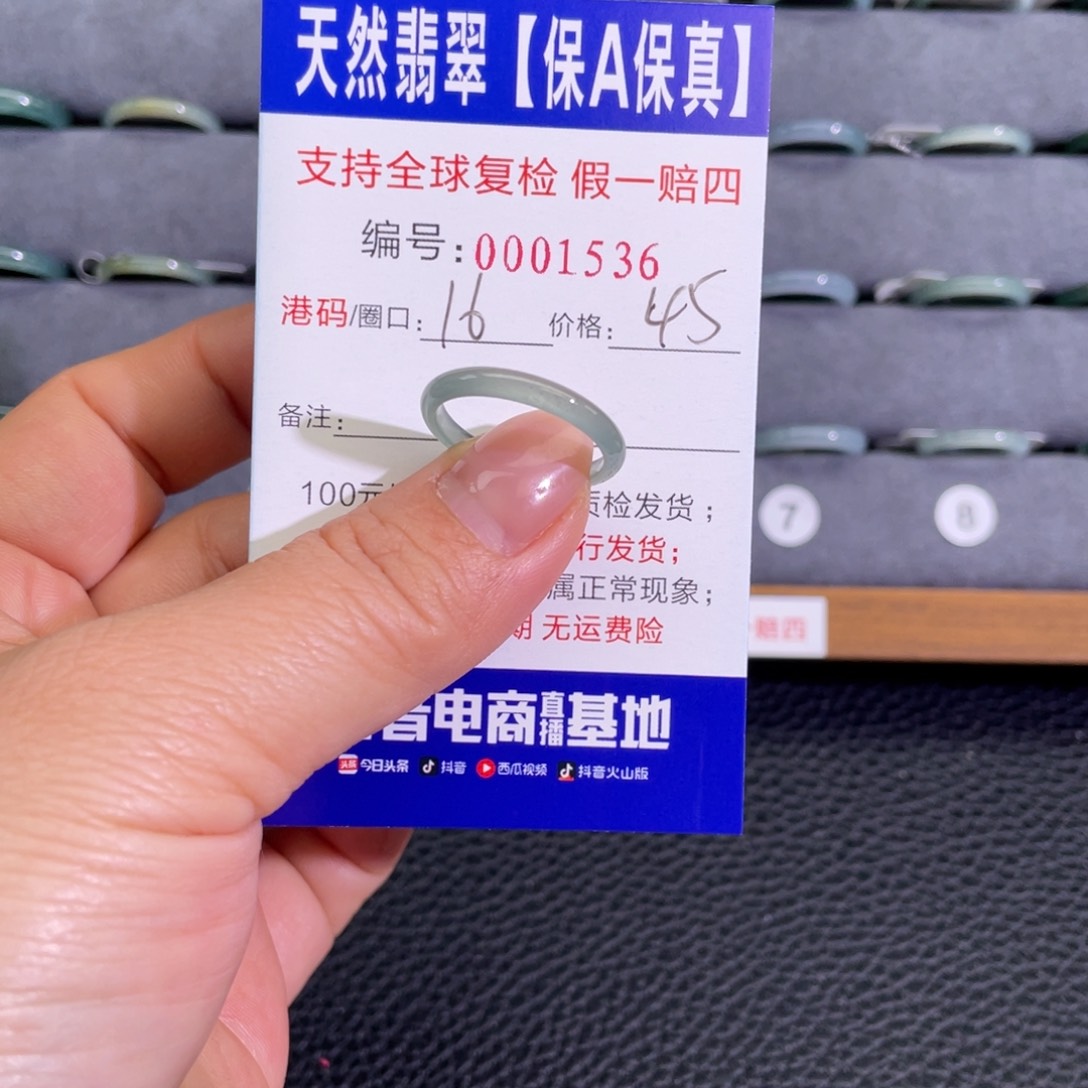 天然翡翠【保A保真】
支持全球复检 假一赔四
编号:0001536
港码/圈口:16 价格:45
备注:
100元 质检发货;
行发货;
属正常现象;
期 无运费险
音电商直播基地
头条 今日头条 抖音 西瓜视频 抖音火山版
7
8
赔四